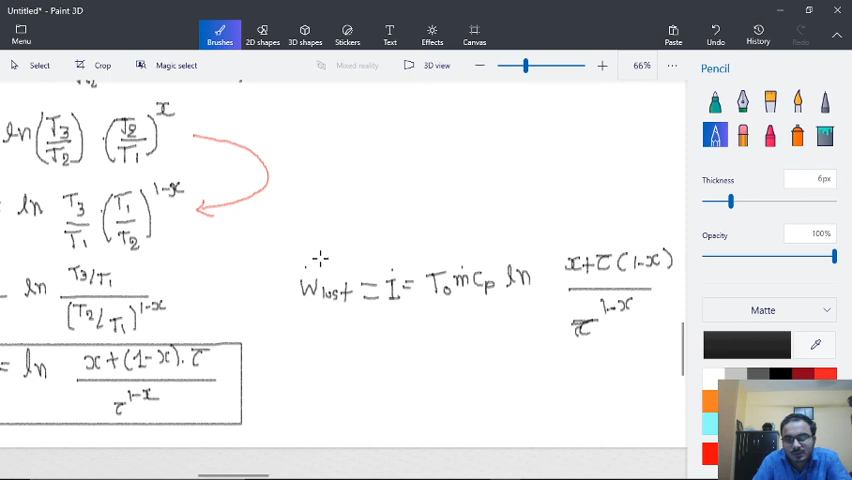 Untitled* - Paint 3D
Menu
Brushes
2D shapes
3D shapes
Stickers
Text
Effects
Canvas
Paste
Undo
History
Redo
Select
Crop
Magic select
Mixed reality
3D view
66%
Pencil
Thickness
6px
Opacity
100%
Matte
ln(T3/T2) · (T2/T1)^x
= ln T3/T1 · (T1/T2)^1-x
ln T3/T1 / (T2/T1)^1-x
= ln x+(1-x).τ / τ^1-x
Ẇlost = İ = T0 ṁ Cp ln x+τ(1-x) / τ^1-x